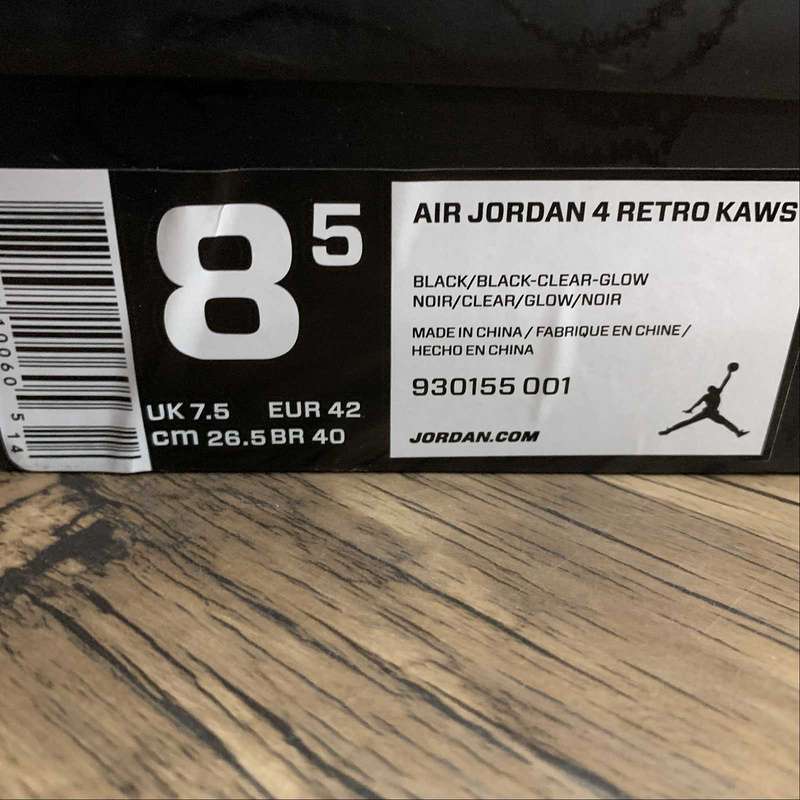 10060 514
8 5
UK 7.5 EUR 42
cm 26.5 BR 40
AIR JORDAN 4 RETRO KAWS
BLACK/BLACK-CLEAR-GLOW
NOIR/CLEAR/GLOW/NOIR
MADE IN CHINA / FABRIQUE EN CHINE /
HECHO EN CHINA
930155 001
JORDAN.COM